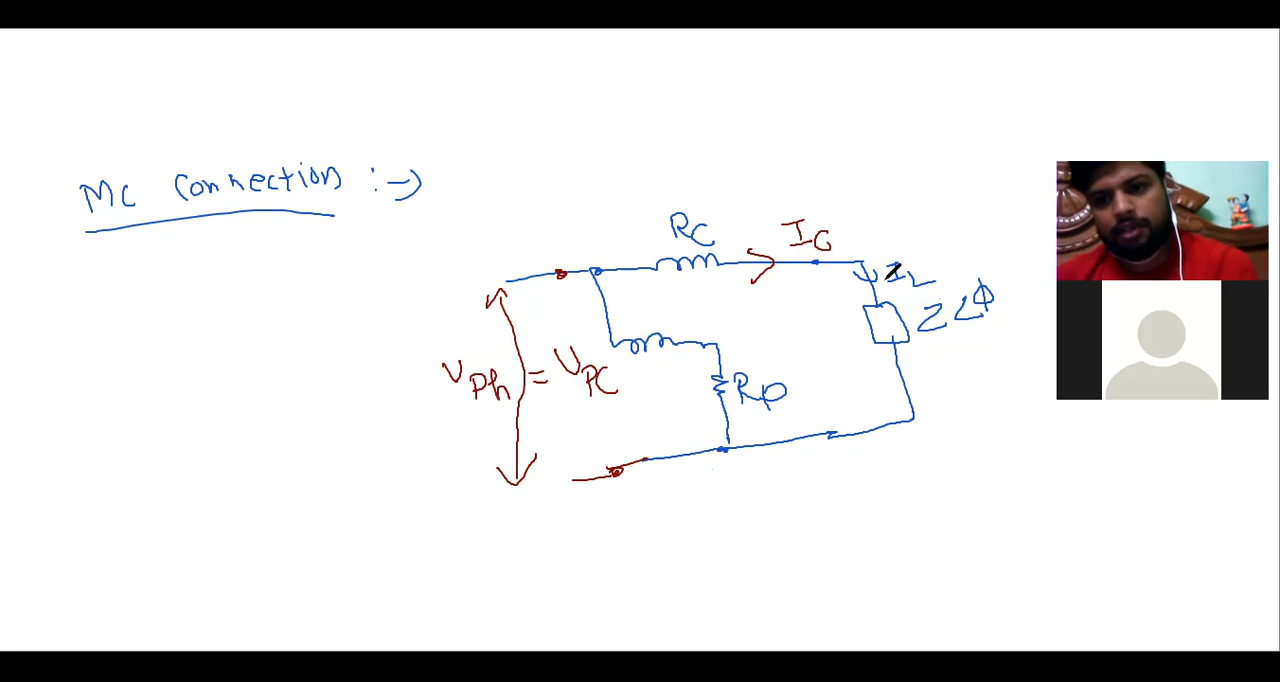 MC Connection :->
RC
IC
IL
Z∠φ
VPh = VPC
RP